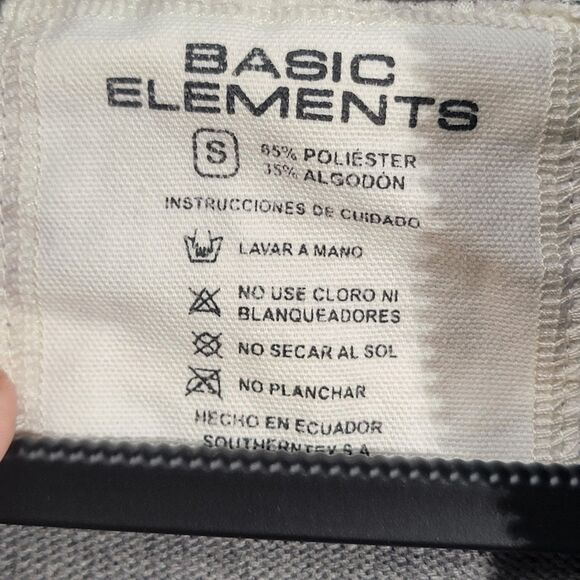 BASIC
ELEMENTS
S
65% POLIÉSTER
35% ALGODÓN
INSTRUCCIONES DE CUIDADO
LAVAR A MANO
NO USE CLORO NI
BLANQUEADORES
NO SECAR AL SOL
NO PLANCHAR
HECHO EN ECUADOR
SOUTHERNTEX S.A.